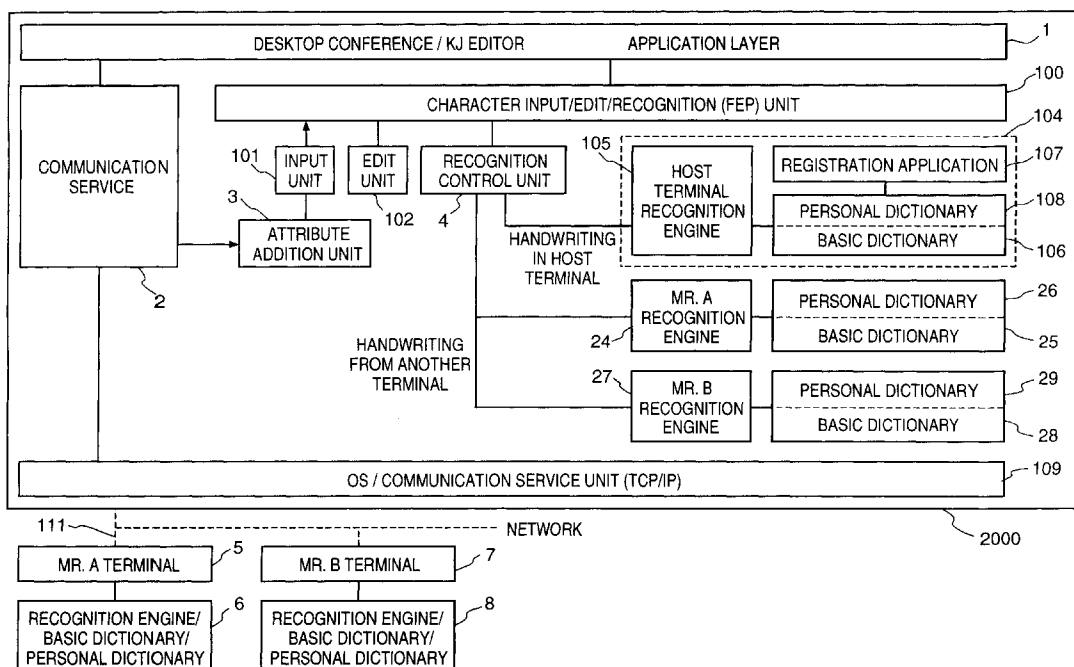 DESKTOP CONFERENCE / KJ EDITOR APPLICATION LAYER
1
100
CHARACTER INPUT/EDIT/RECOGNITION (FEP) UNIT
104
COMMUNICATION
SERVICE
2
101
INPUT
UNIT
EDIT
UNIT
102
RECOGNITION
CONTROL UNIT
4
3
ATTRIBUTE
ADDITION UNIT
105
HOST
TERMINAL
RECOGNITION
ENGINE
REGISTRATION APPLICATION
107
PERSONAL DICTIONARY
108
BASIC DICTIONARY
106
HANDWRITING
IN HOST
TERMINAL
MR. A
RECOGNITION
ENGINE
24
PERSONAL DICTIONARY
26
BASIC DICTIONARY
25
HANDWRITING
FROM ANOTHER
TERMINAL
27
MR. B
RECOGNITION
ENGINE
PERSONAL DICTIONARY
29
BASIC DICTIONARY
28
OS / COMMUNICATION SERVICE UNIT (TCP/IP)
109
111
NETWORK
2000
MR. A TERMINAL
5
MR. B TERMINAL
7
RECOGNITION ENGINE/
BASIC DICTIONARY/
PERSONAL DICTIONARY
6
RECOGNITION ENGINE/
BASIC DICTIONARY/
PERSONAL DICTIONARY
8